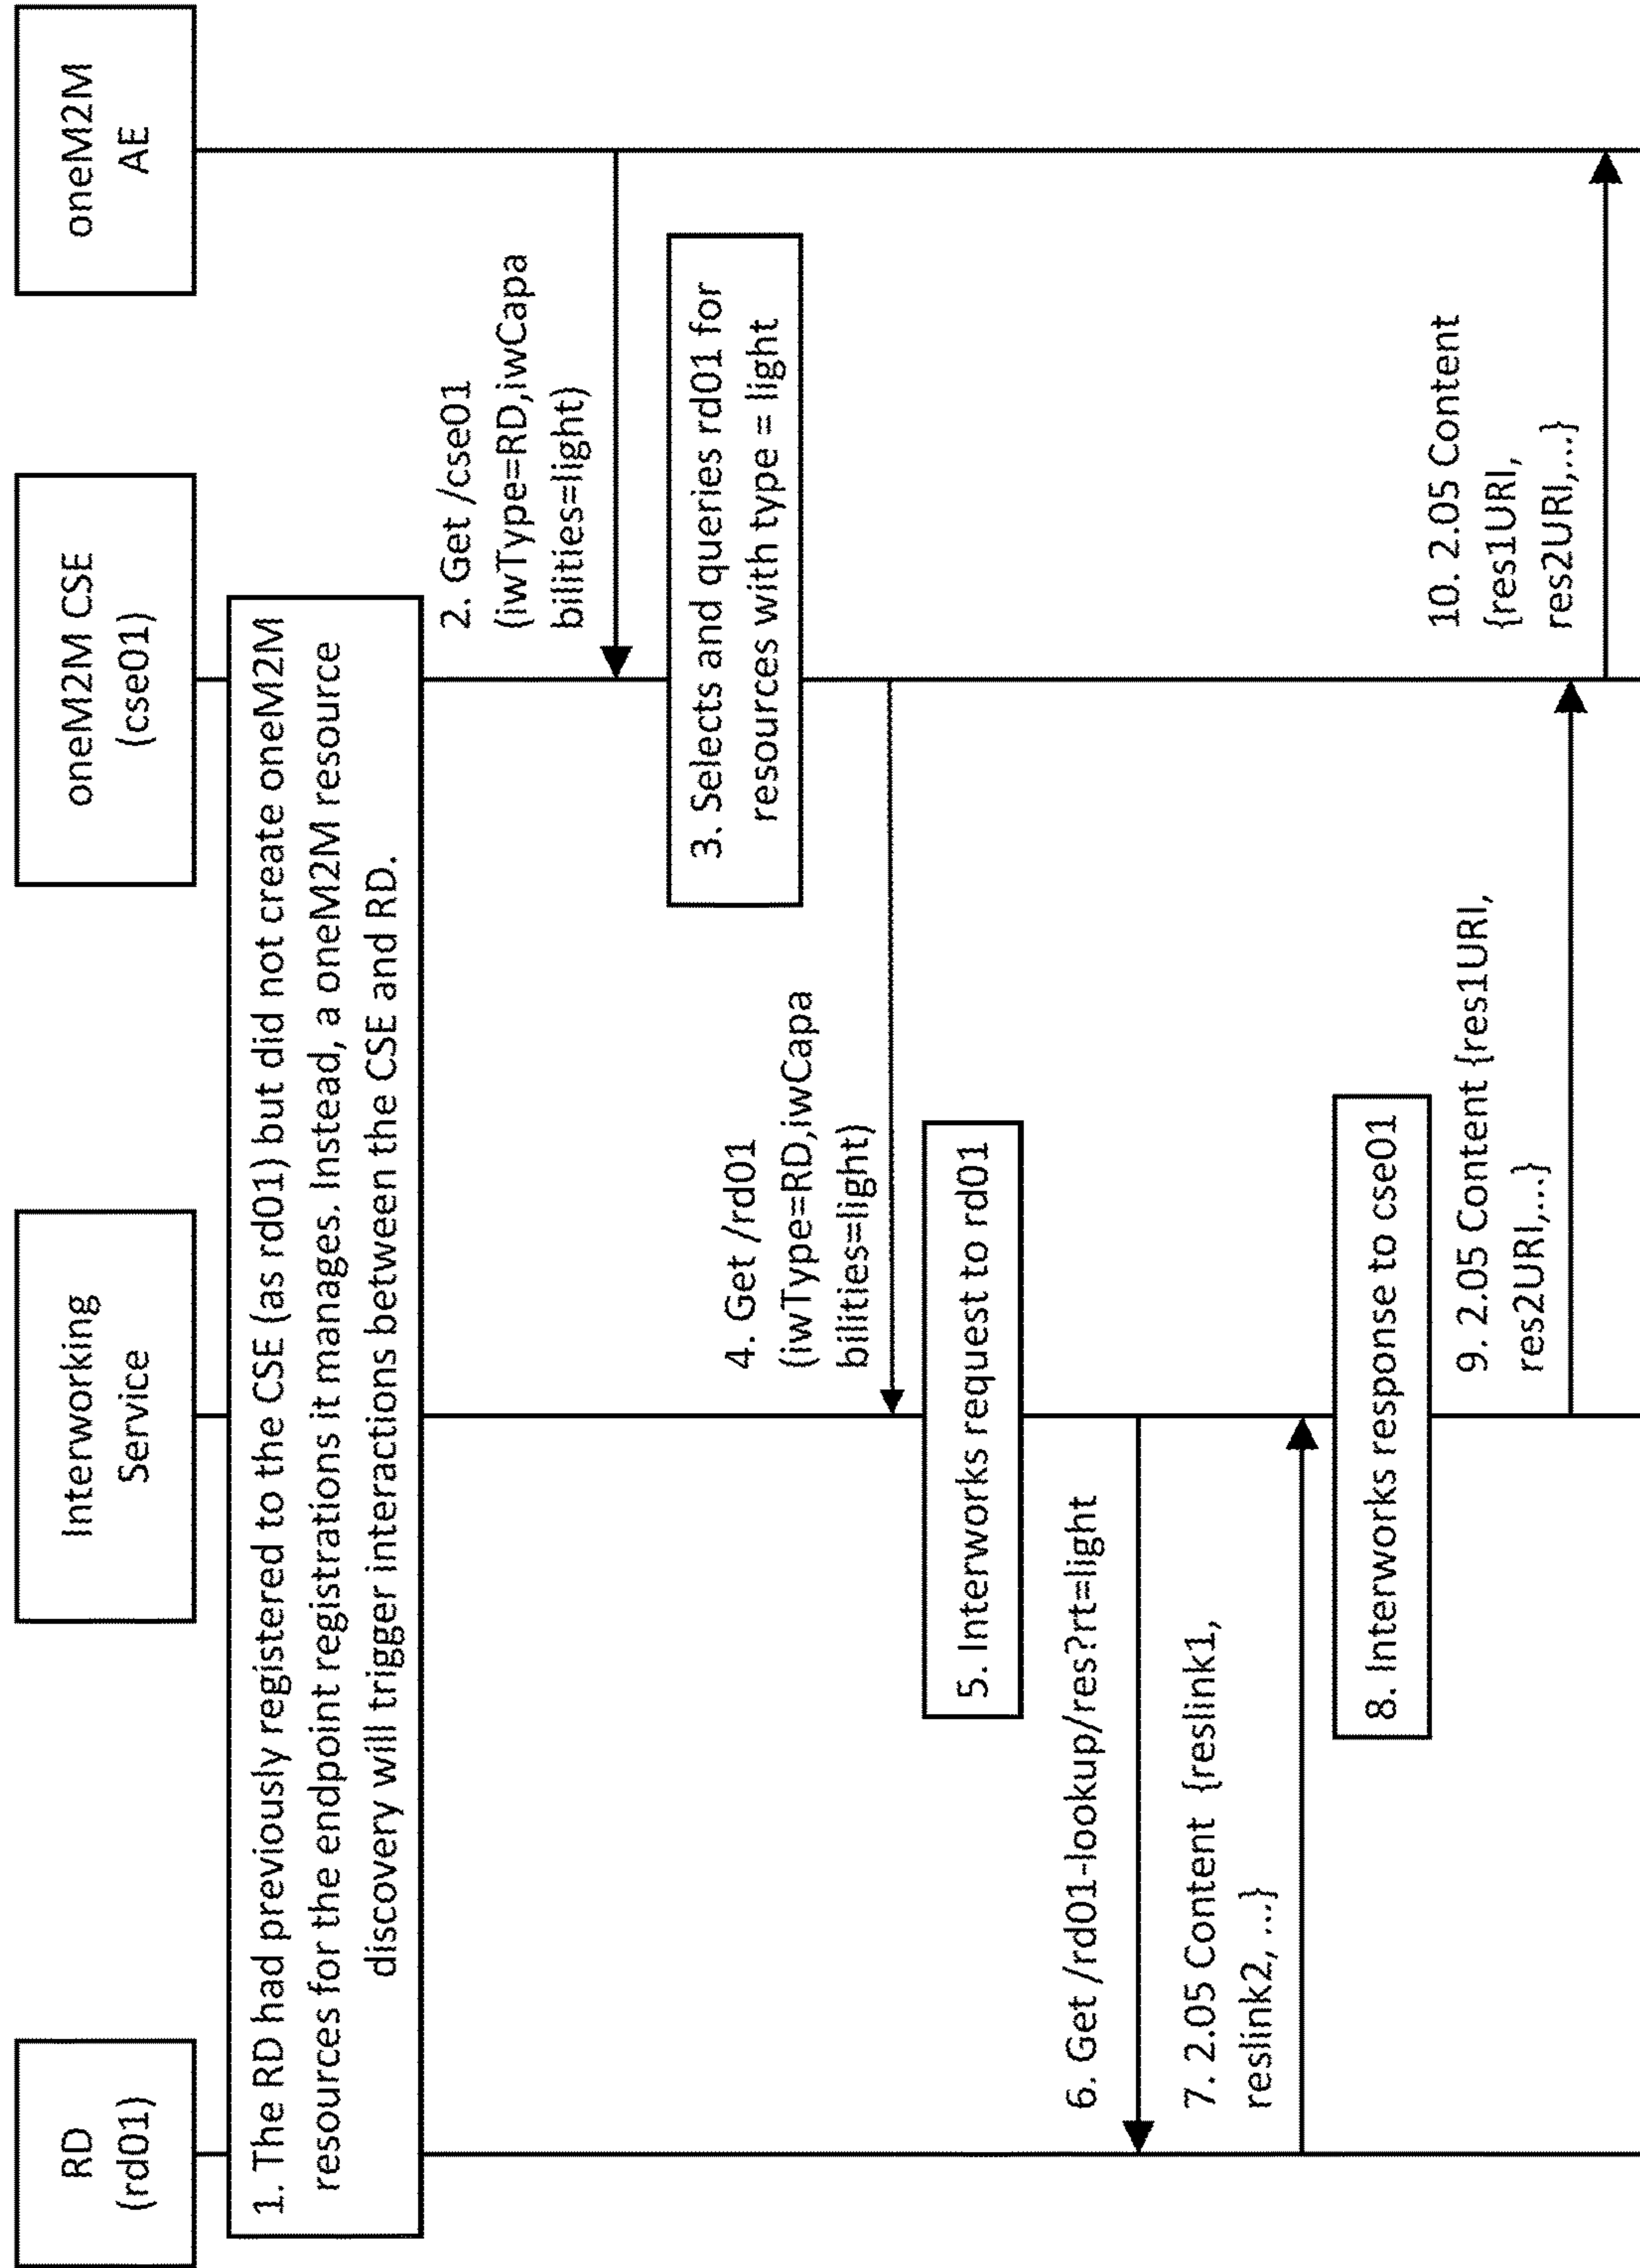 RD
(rd01)
Interworking
Service
oneM2M CSE
(cse01)
oneM2M
AE
1. The RD had previously registered to the CSE (as rd01) but did not create oneM2M
resources for the endpoint registrations it manages. Instead, a oneM2M resource
discovery will trigger interactions between the CSE and RD.
2. Get /cse01
(iwType=RD,iwCapa
bilities=light)
3. Selects and queries rd01 for
resources with type = light
4. Get /rd01
(iwType=RD,iwCapa
bilities=light)
5. Interworks request to rd01
6. Get /rd01-lookup/res?rt=light
7. 2.05 Content {reslink1,
reslink2, ...}
8. Interworks response to cse01
9. 2.05 Content {res1URI,
res2URI,...}
10. 2.05 Content
{res1URI,
res2URI,...}